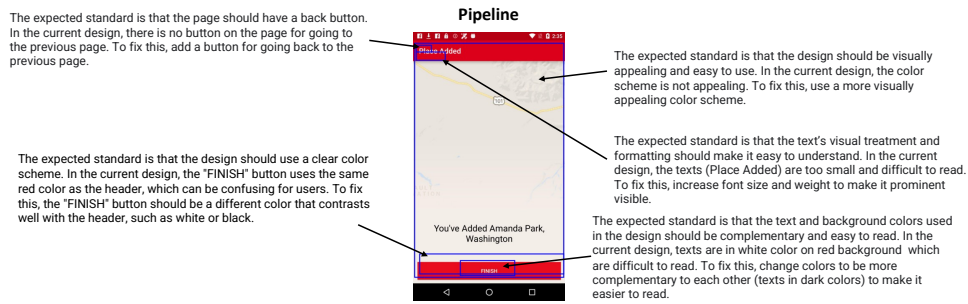 Pipeline
The expected standard is that the page should have a back button.
In the current design, there is no button on the page for going to
the previous page. To fix this, add a button for going back to the
previous page.
The expected standard is that the design should use a clear color
scheme. In the current design, the "FINISH" button uses the same
red color as the header, which can be confusing for users. To fix
this, the "FINISH" button should be a different color that contrasts
well with the header, such as white or black.
2:35
Place Added
101
You've Added Amanda Park,
Washington
FINISH
The expected standard is that the design should be visually
appealing and easy to use. In the current design, the color
scheme is not appealing. To fix this, use a more visually
appealing color scheme.
The expected standard is that the text's visual treatment and
formatting should make it easy to understand. In the current
design, the texts (Place Added) are too small and difficult to read.
To fix this, increase font size and weight to make it prominent
visible.
The expected standard is that the text and background colors used
in the design should be complementary and easy to read. In the
current design, texts are in white color on red background which
are difficult to read. To fix this, change colors to be more
complementary to each other (texts in dark colors) to make it
easier to read.